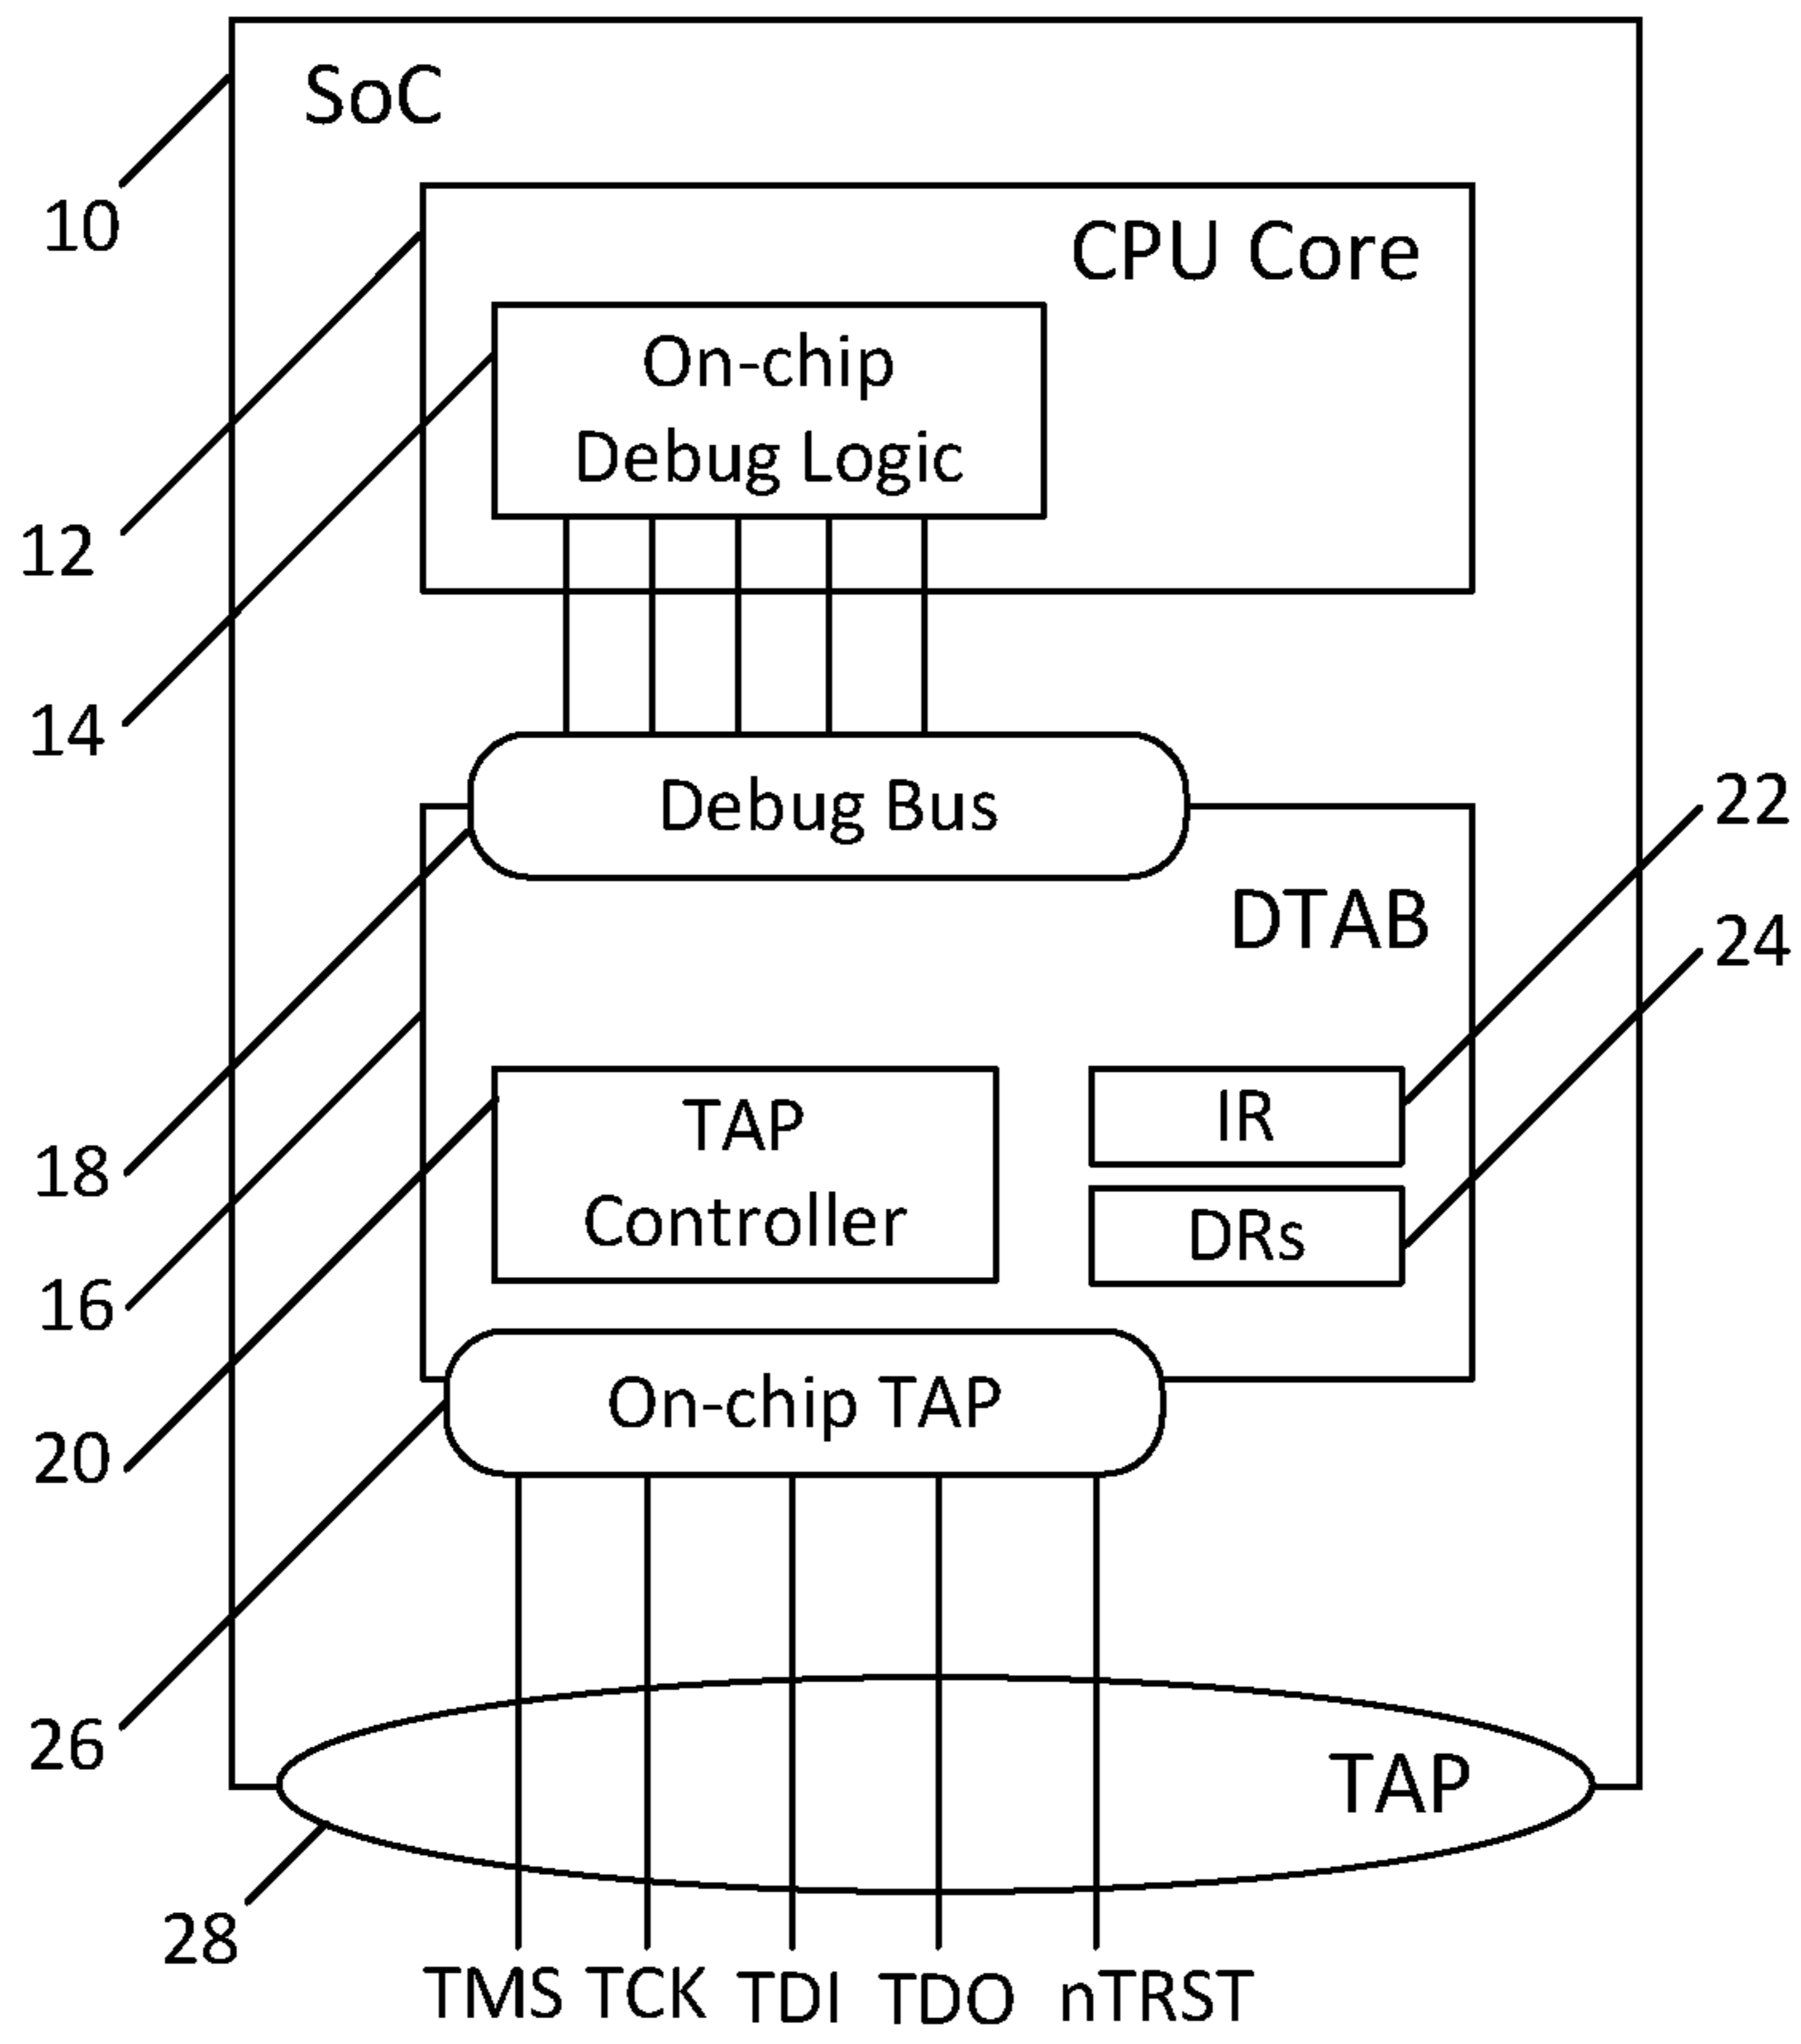 SoC
10
CPU Core
On-chip
Debug Logic
12
14
Debug Bus
22
DTAB
24
TAP
Controller
IR
DRs
18
16
On-chip TAP
20
26
TAP
28
TMS TCK TDI TDO nTRST